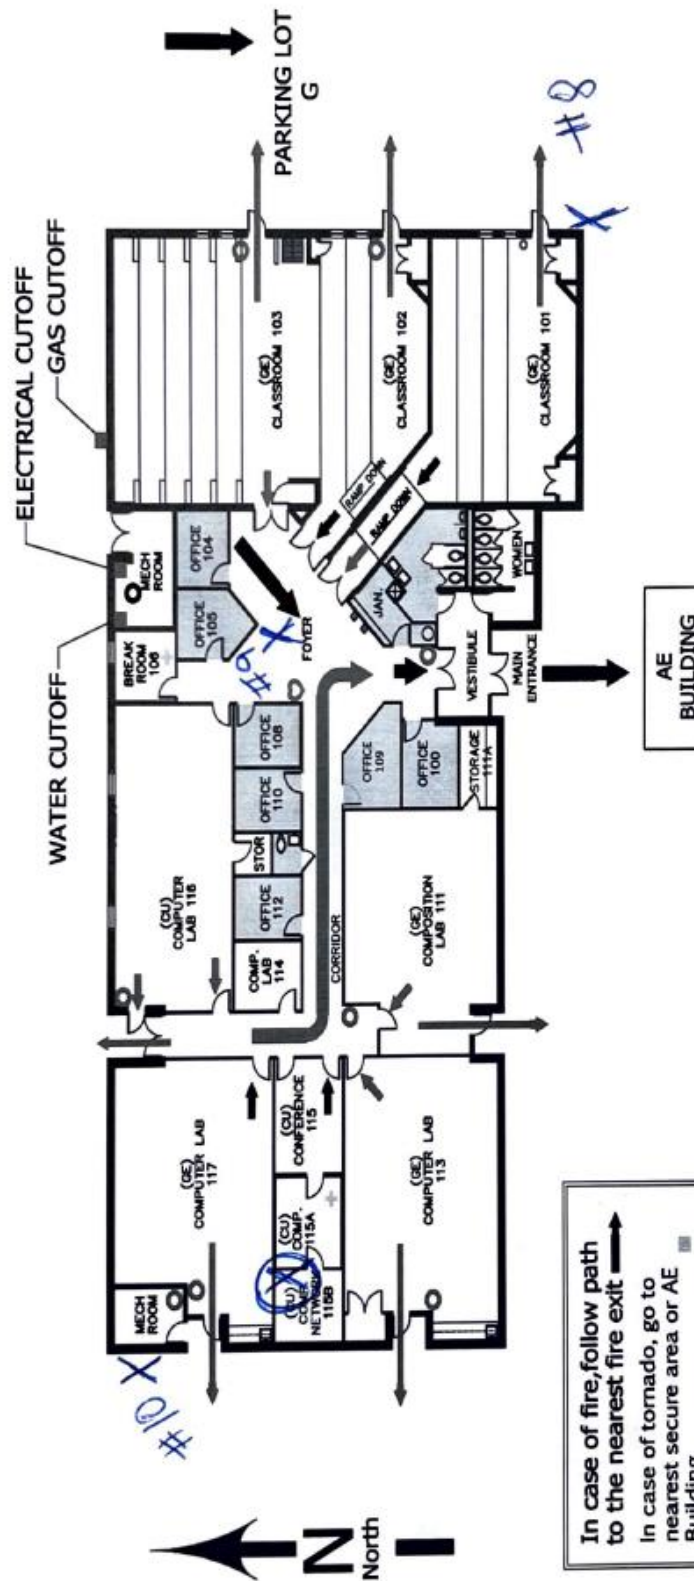 WATER CUTOFF
ELECTRICAL CUTOFF
GAS CUTOFF
PARKING LOT
G
#8
#9
#10
N
North
MECH
ROOM
(GE)
COMPUTER LAB
117
(CU)
COMPUTER
LAB 116
BREAK
ROOM 106
MECH
ROOM
OFFICE
104
OFFICE
105
(GE)
CLASSROOM 103
(GE)
CLASSROOM 102
(GE)
CLASSROOM 101
RAMP DOWN
RAMP DOWN
FOYER
OFFICE
108
OFFICE
110
STOR
OFFICE
112
COMP.
LAB
114
CORRIDOR
(CU)
CONFERENCE
115
(CU)
COMP.
115A
(CU)
NETWORK
115B
(GE)
COMPUTER LAB
113
(GE)
COMPOSITION
LAB 111
OFFICE
109
OFFICE
100
STORAGE
111A
JAN.
WOMEN
VESTIBULE
MAIN
ENTRANCE
AE
BUILDING
In case of fire,follow path
to the nearest fire exit
In case of tornado, go to
nearest secure area or AE
Building